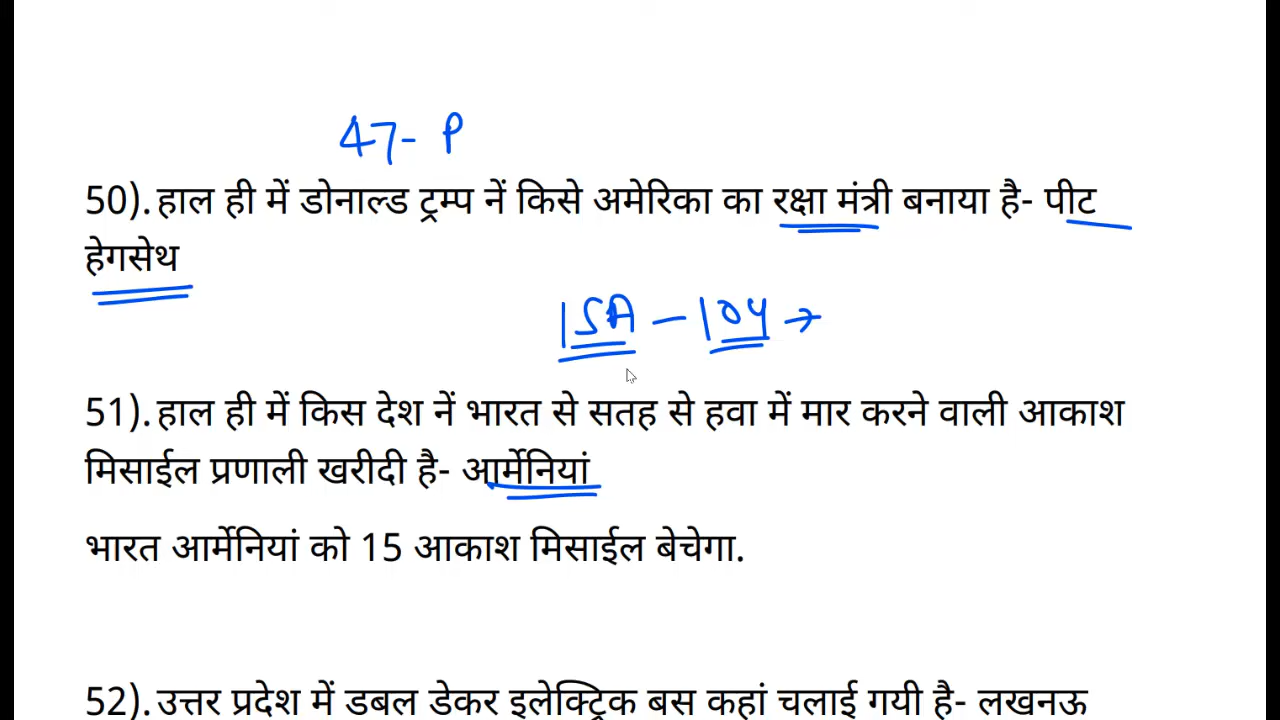 47- P
50). हाल ही में डोनाल्ड ट्रम्प नें किसे अमेरिका का रक्षा मंत्री बनाया है- पीट
हेगसेथ
ISA - 104 →
51). हाल ही में किस देश नें भारत से सतह से हवा में मार करने वाली आकाश
मिसाईल प्रणाली खरीदी है- आर्मेनियां
भारत आर्मेनियां को 15 आकाश मिसाईल बेचेगा.
52). उत्तर प्रदेश में डबल डेकर इलेक्ट्रिक बस कहां चलाई गयी है- लखनऊ